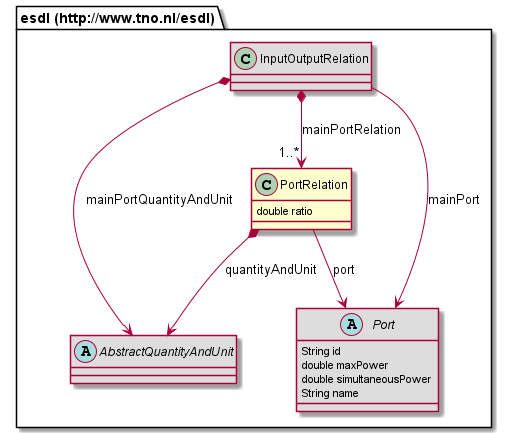 esdl (http://www.tno.nl/esdl)
C InputOutputRelation
mainPortRelation
1..*
C PortRelation
double ratio
mainPortQuantityAndUnit
mainPort
quantityAndUnit
port
A AbstractQuantityAndUnit
A Port
String id
double maxPower
double simultaneousPower
String name